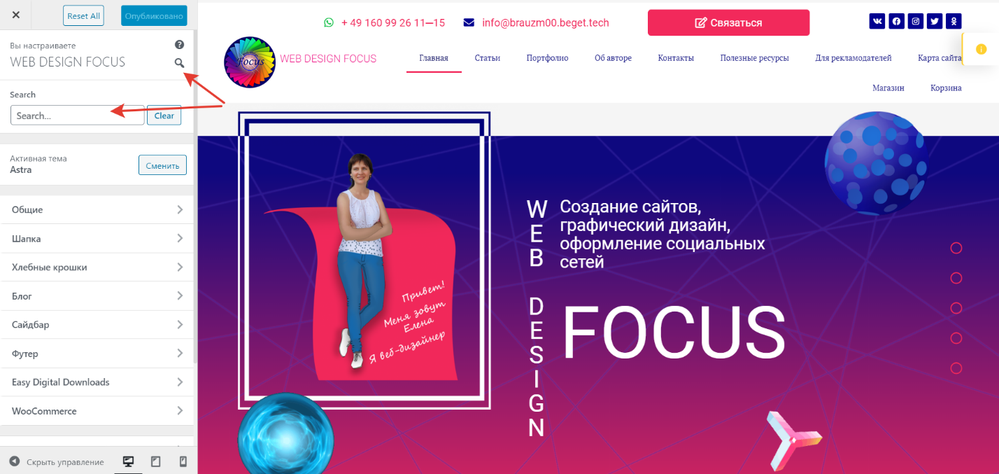 Reset All
Опубликовано
Вы настраиваете
WEB DESIGN FOCUS
Search
Search...
Clear
Активная тема
Astra
Сменить
Общие
Шапка
Хлебные крошки
Блог
Сайдбар
Футер
Easy Digital Downloads
WooCommerce
Скрыть управление
+ 49 160 99 26 11—15
info@brauzm00.beget.tech
Связаться
Focus
WEB DESIGN FOCUS
Главная
Статьи
Портфолио
Об авторе
Контакты
Полезные ресурсы
Для рекламодателей
Карта сайта
Магазин
Корзина
Привет!
Меня зовут
Елена
Я веб-дизайнер
WEB DESIGN
Создание сайтов,
графический дизайн,
оформление социальных
сетей
FOCUS